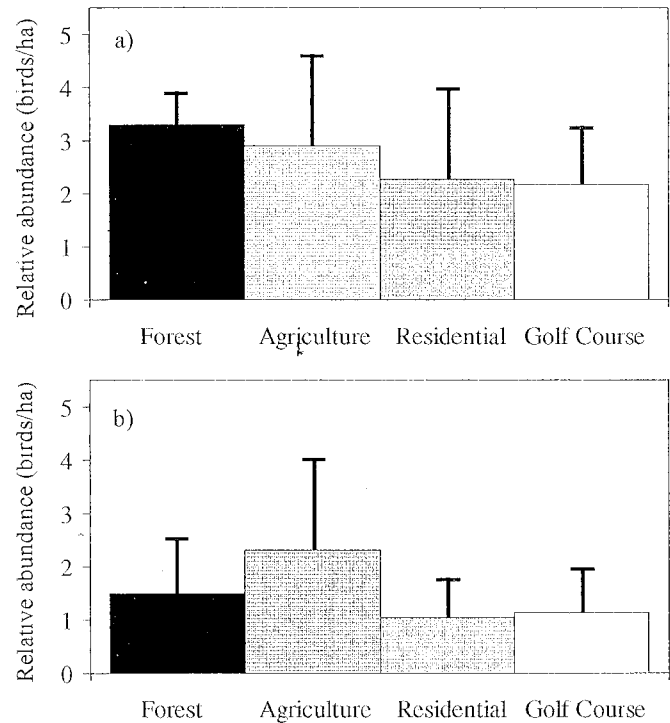 Relative abundance (birds/ha)
a)
5
4
3
2
1
0
Forest Agriculture Residential Golf Course
Relative abundance (birds/ha)
b)
5
4
3
2
1
0
Forest Agriculture Residential Golf Course